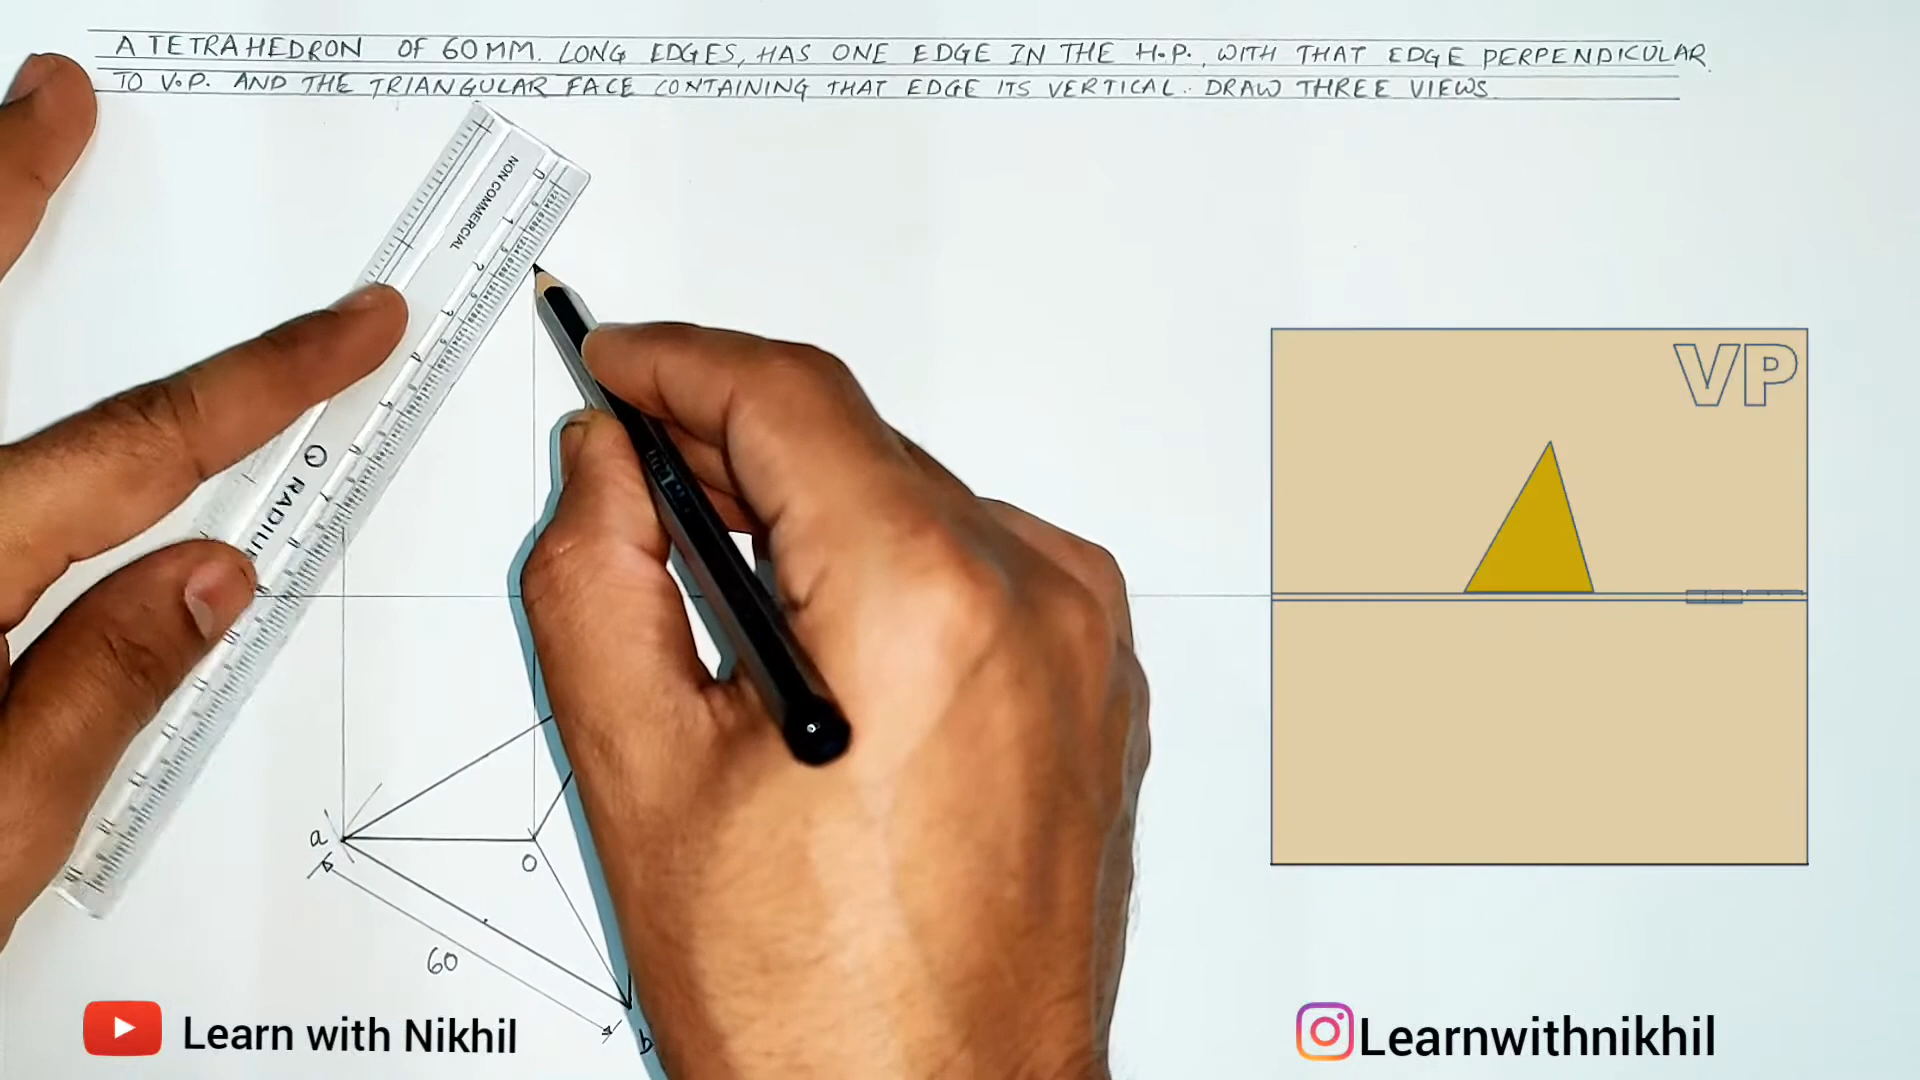 A TETRAHEDRON OF 60MM. LONG EDGES, HAS ONE EDGE IN THE H.P., WITH THAT EDGE PERPENDICULAR
TO V.P. AND THE TRIANGULAR FACE CONTAINING THAT EDGE ITS VERTICAL.. DRAW THREE VIEWS.
NON COMMERCIAL
VP
a
O
60
b
Learn with Nikhil
Learnwithnikhil